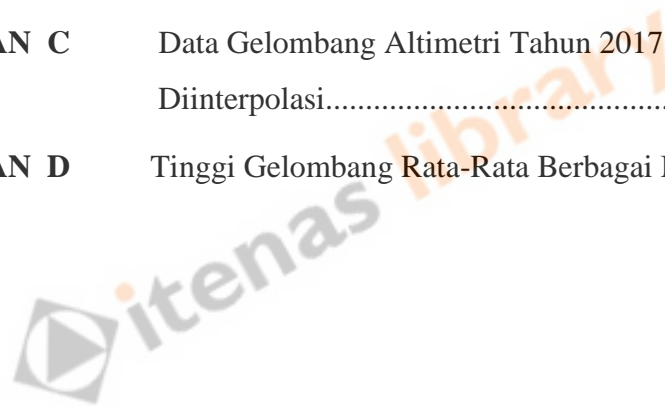 AN C Data Gelombang Altimetri Tahun 2017
Diinterpolasi.......................................
AN D Tinggi Gelombang Rata-Rata Berbagai
itenas library